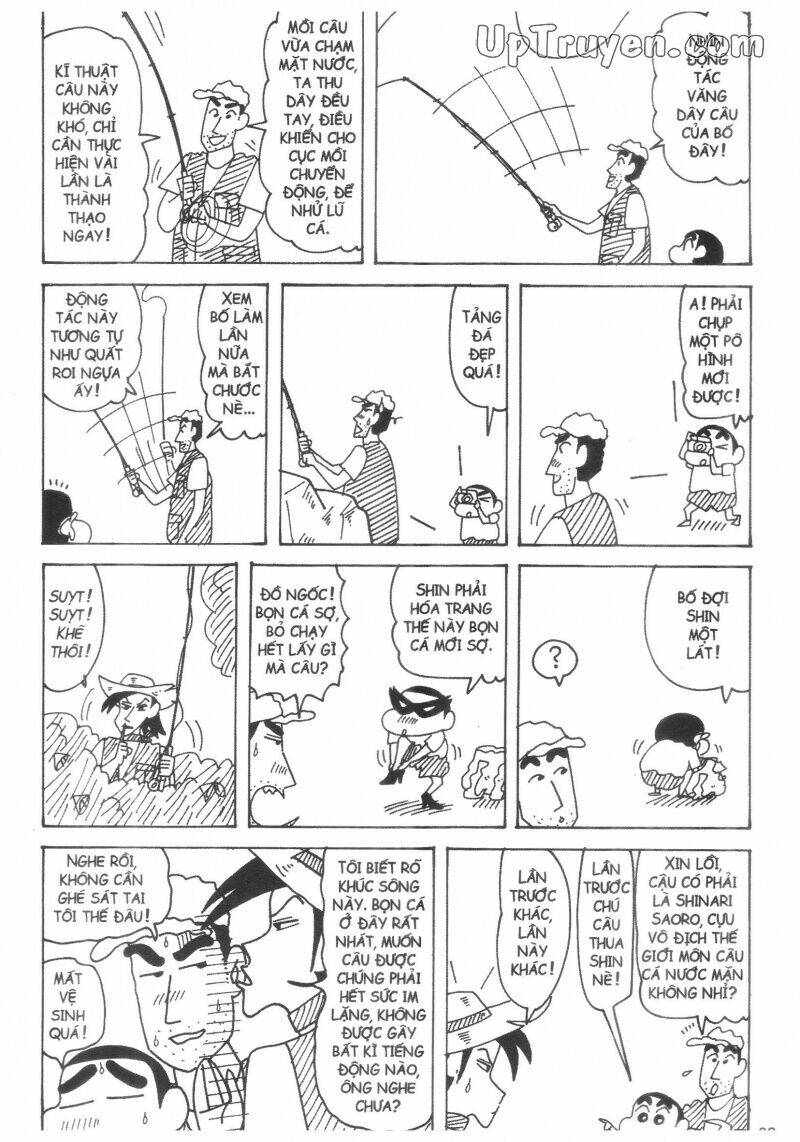 UpTruyen.com
NHÌN
ĐỘNG
TÁC
VĂNG
DÂY CÂU
CỦA BỐ
ĐÂY!
MỒI CÂU
VỪA CHẠM
MẶT NƯỚC,
TA THU
DÂY ĐỀU
TAY, ĐIỀU
KHIỂN CHO
CỤC MỒI
CHUYỂN
ĐỘNG, ĐỂ
NHỬ LŨ
CÁ.
KĨ THUẬT
CÂU NÀY
KHÔNG
KHÓ, CHỈ
CẦN THỰC
HIỆN VÀI
LẦN LÀ
THÀNH
THẠO
NGAY!
A! PHẢI
CHỤP
MỘT PÔ
HÌNH
MỚI
ĐƯỢC!
TẢNG
ĐÁ
ĐẸP
QUÁ!
XEM
BỐ LÀM
LẦN
NỮA
MÀ BẮT
CHƯỚC
NÈ...
ĐỘNG
TÁC NÀY
TƯƠNG TỰ
NHƯ QUẤT
ROI NGỰA
ẤY!
BỐ ĐỢI
SHIN
MỘT
LÁT!
?
SHIN PHẢI
HÓA TRANG
THẾ NÀY BỌN
CÁ MỚI SỢ.
ĐỒ NGỐC!
BỌN CÁ SỢ,
BỎ CHẠY
HẾT LẤY GÌ
MÀ CÂU?
SUYT!
SUYT!
KHẼ
THÔI!
XIN LỖI,
CẬU CÓ PHẢI
LÀ SHINARI
SAORO, CỰU
VÔ ĐỊCH THẾ
GIỚI MÔN CÂU
CÁ NƯỚC MẶN
KHÔNG NHỈ?
LẦN
TRƯỚC
CHÚ
CÂU
THUA
SHIN
NÈ!
LẦN
TRƯỚC
KHÁC,
LẦN
NÀY
KHÁC!
TÔI BIẾT RÕ
KHÚC SÔNG
NÀY. BỌN CÁ
Ở ĐÂY RẤT
NHÁT, MUỐN
CÂU ĐƯỢC
CHÚNG PHẢI
HẾT SỨC IM
LẶNG, KHÔNG
ĐƯỢC GÂY
BẤT KÌ TIẾNG
ĐỘNG NÀO,
ÔNG NGHE
CHƯA?
NGHE RỒI,
KHÔNG CẦN
GHÉ SÁT TAI
TÔI THẾ ĐÂU!
MẤT
VỆ
SINH
QUÁ!